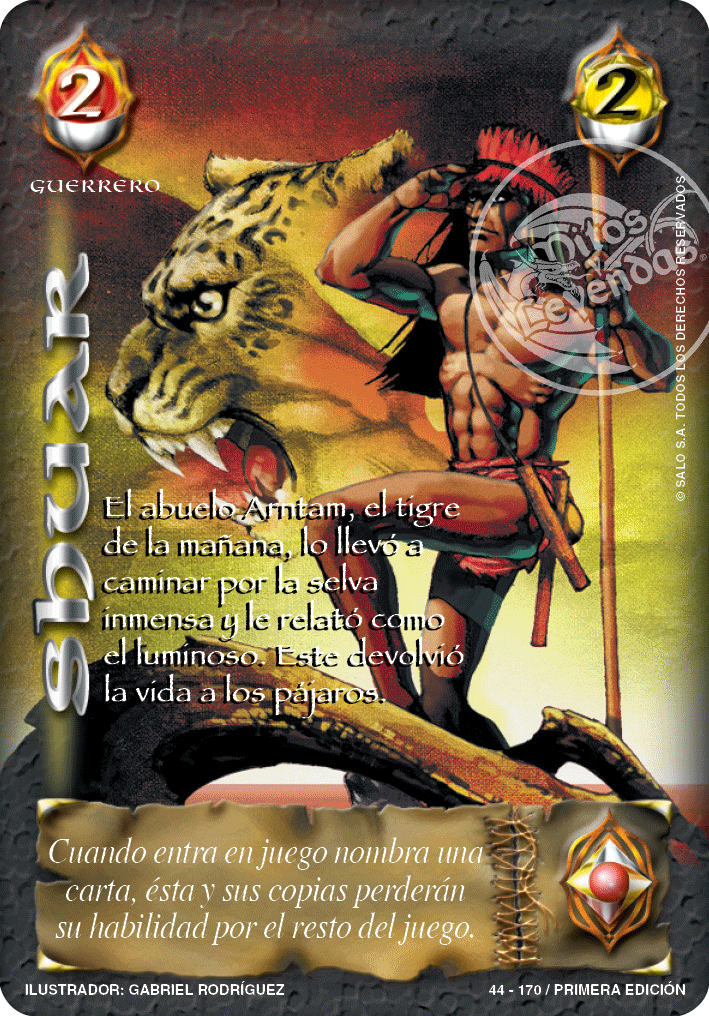 2
2
GUERRERO
Mitos
y
Leyendas
®
© SALO S.A. TODOS LOS DERECHOS RESERVADOS
Shuar
El abuelo Arntam, el tigre
de la mañana, lo llevó a
caminar por la selva
inmensa y le relató como
el luminoso. Este devolvió
la vida a los pájaros.
Cuando entra en juego nombra una
carta, ésta y sus copias perderán
su habilidad por el resto del juego.
ILUSTRADOR: GABRIEL RODRÍGUEZ
44 - 170 / PRIMERA EDICIÓN